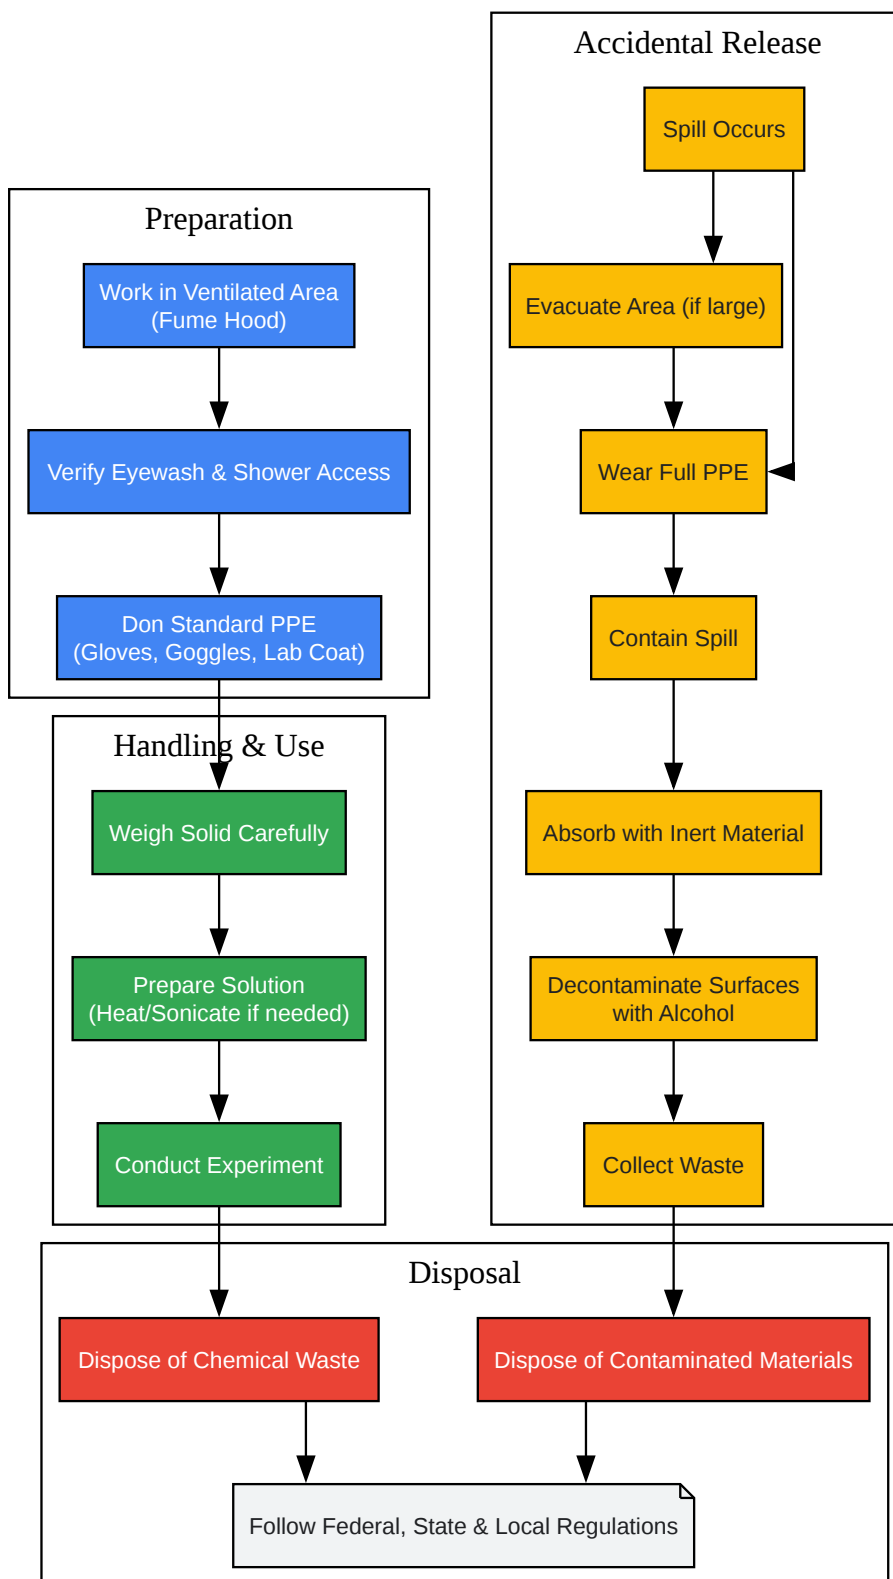 Preparation
Work in Ventilated Area
(Fume Hood)
Verify Eyewash & Shower Access
Don Standard PPE
(Gloves, Goggles, Lab Coat)
Handling & Use
Weigh Solid Carefully
Prepare Solution
(Heat/Sonicate if needed)
Conduct Experiment
Accidental Release
Spill Occurs
Evacuate Area (if large)
Wear Full PPE
Contain Spill
Absorb with Inert Material
Decontaminate Surfaces
with Alcohol
Collect Waste
Disposal
Dispose of Chemical Waste
Dispose of Contaminated Materials
Follow Federal, State & Local Regulations